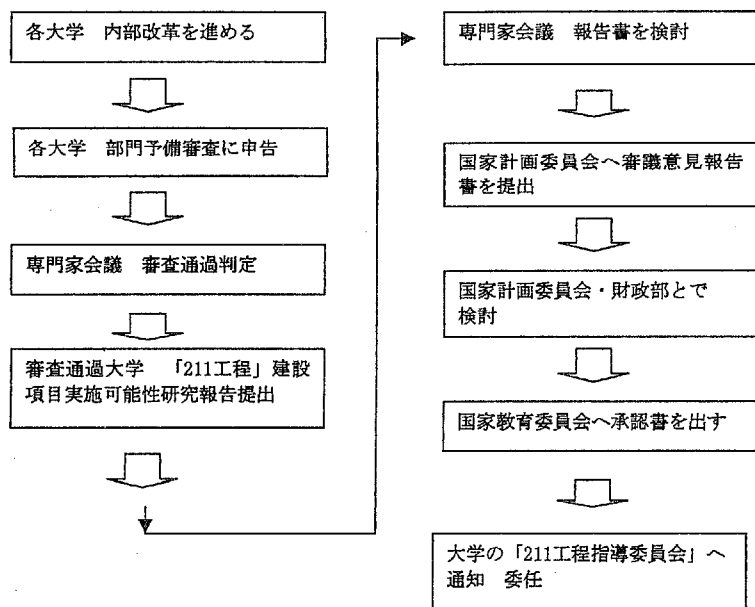 各大学 内部改革を進める
各大学 部門予備審査に申告
専門家会議 審査通過判定
審査通過大学 「211工程」建設
項目実施可能性研究報告提出
専門家会議 報告書を検討
国家計画委員会へ審議意見報告
書を提出
国家計画委員会・財政部とで
検討
国家教育委員会へ承認書を出す
大学の「211工程指導委員会」へ
通知 委任